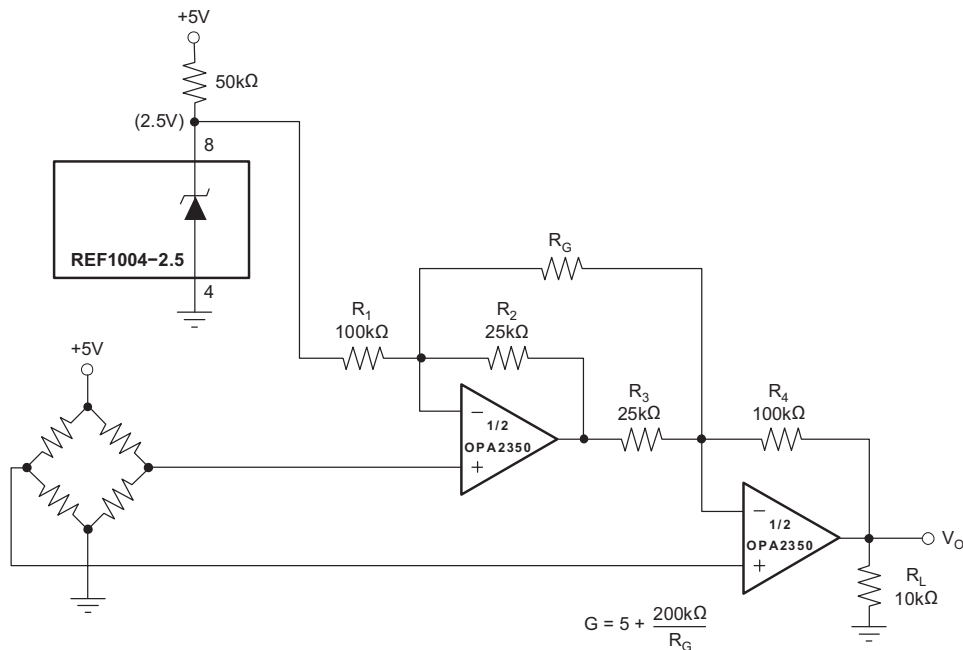 +5V
50kΩ
(2.5V)
8
REF1004−2.5
4
RG
R1
100kΩ
R2
25kΩ
+5V
R3
25kΩ
R4
100kΩ
−
1/2
OPA2350
+
−
1/2
OPA2350
+
VO
RL
10kΩ
G = 5 + 200kΩ
RG